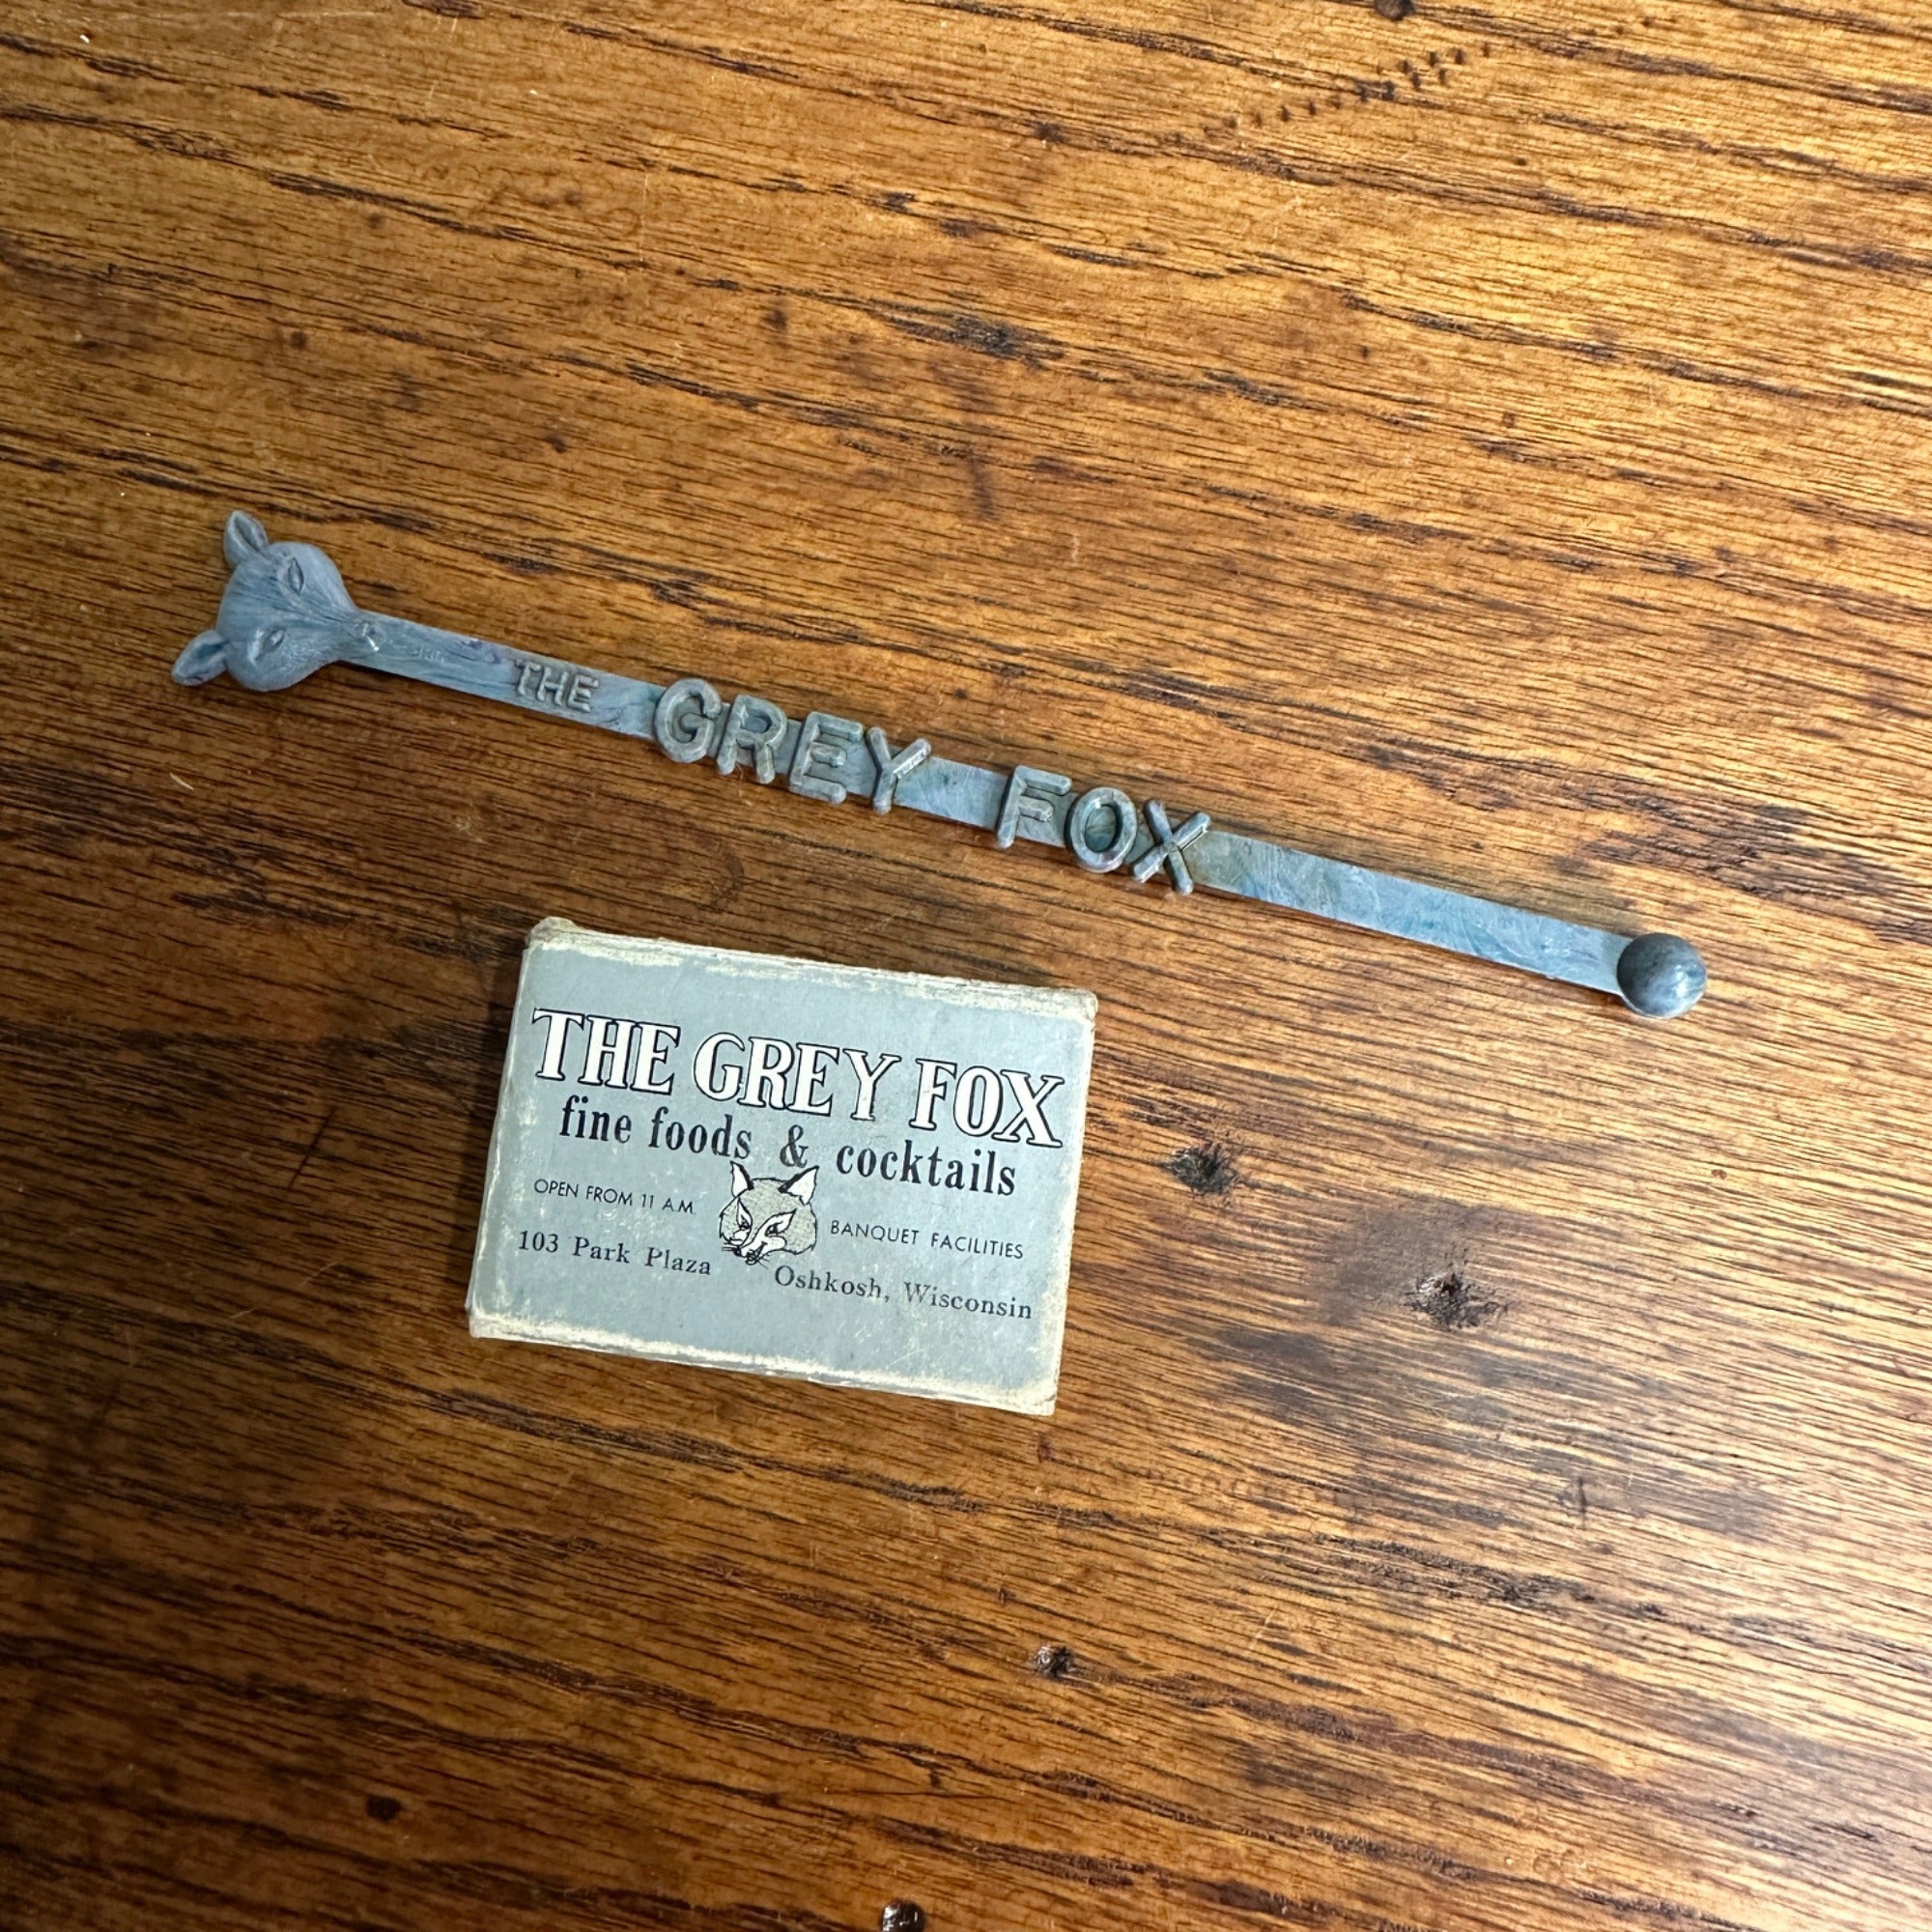 THE GREY FOX
THE GREY FOX
fine foods & cocktails
OPEN FROM 11 A.M.
BANQUET FACILITIES
103 Park Plaza
Oshkosh, Wisconsin